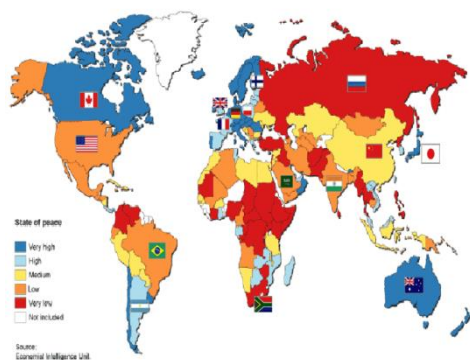 State of peace
Very high
High
Medium
Low
Very low
Not included
Source:
Economist Intelligence Unit.